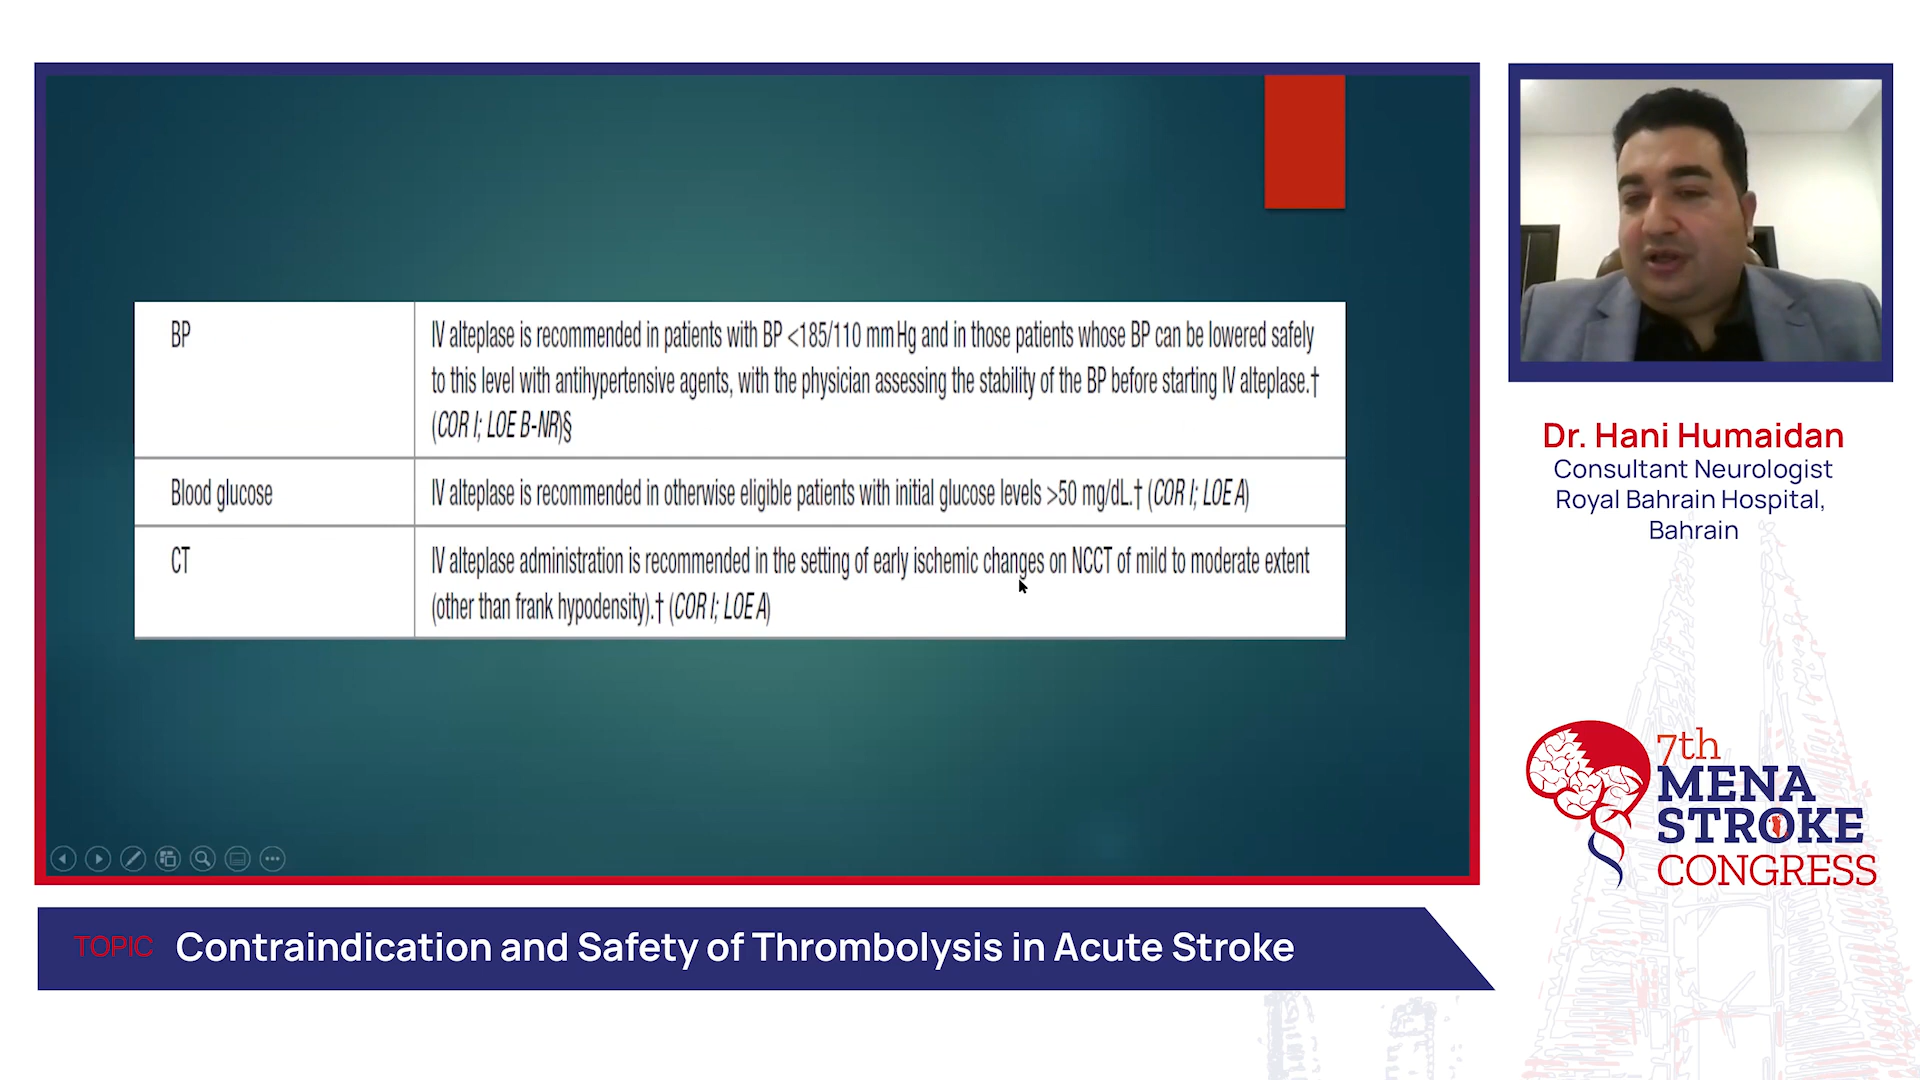 BP
IV alteplase is recommended in patients with BP <185/110 mm Hg and in those patients whose BP can be lowered safely
to this level with antihypertensive agents, with the physician assessing the stability of the BP before starting IV alteplase.†
(COR I; LOE B-NR)§
Blood glucose
IV alteplase is recommended in otherwise eligible patients with initial glucose levels >50 mg/dL.† (COR I; LOE A)
CT
IV alteplase administration is recommended in the setting of early ischemic changes on NCCT of mild to moderate extent
(other than frank hypodensity).† (COR I; LOE A)
Dr. Hani Humaidan
Consultant Neurologist
Royal Bahrain Hospital,
Bahrain
7th
MENA
STROKE
CONGRESS
TOPIC Contraindication and Safety of Thrombolysis in Acute Stroke